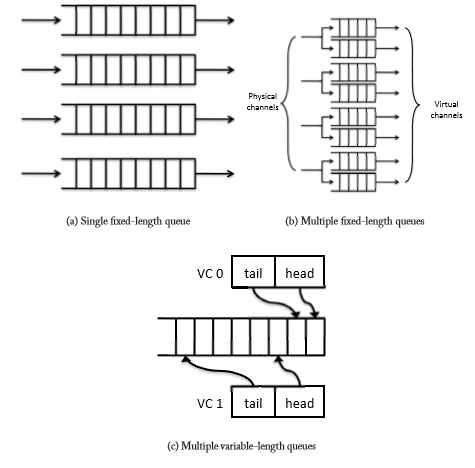 Physical
channels
Virtual
channels
(a) Single fixed-length queue
(b) Multiple fixed-length queues
VC 0 tail head
VC 1 tail head
(c) Multiple variable-length queues